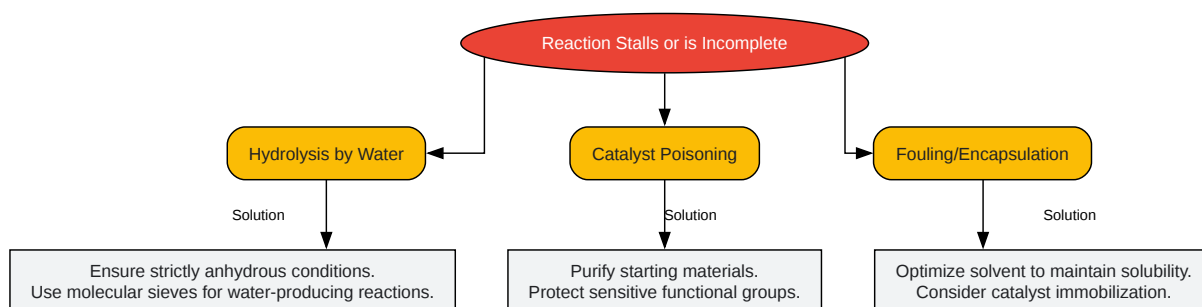 Reaction Stalls or is Incomplete
Hydrolysis by Water
Catalyst Poisoning
Fouling/Encapsulation
Solution
Solution
Solution
Ensure strictly anhydrous conditions.
Use molecular sieves for water-producing reactions.
Purify starting materials.
Protect sensitive functional groups.
Optimize solvent to maintain solubility.
Consider catalyst immobilization.